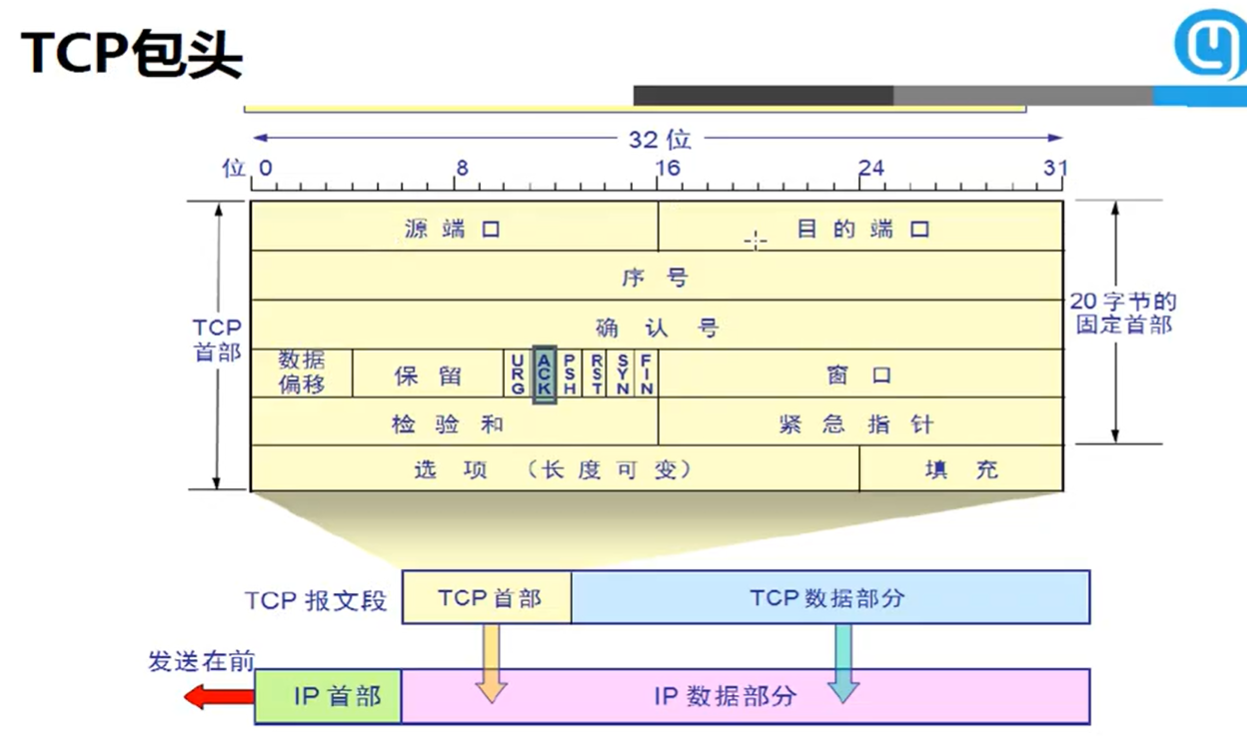 TCP包头
32 位
位 0 8 16 24 31
源 端 口 目 的 端 口
序 号
确 认 号
TCP
首部
20 字节的
固定首部
数据
偏移
保 留
URG
ACK
PSH
RST
SYN
FIN
窗 口
检 验 和 紧 急 指 针
选 项 （长 度 可 变） 填 充
TCP 报文段 TCP 首部 TCP 数据部分
发送在前
IP 首部 IP 数据部分